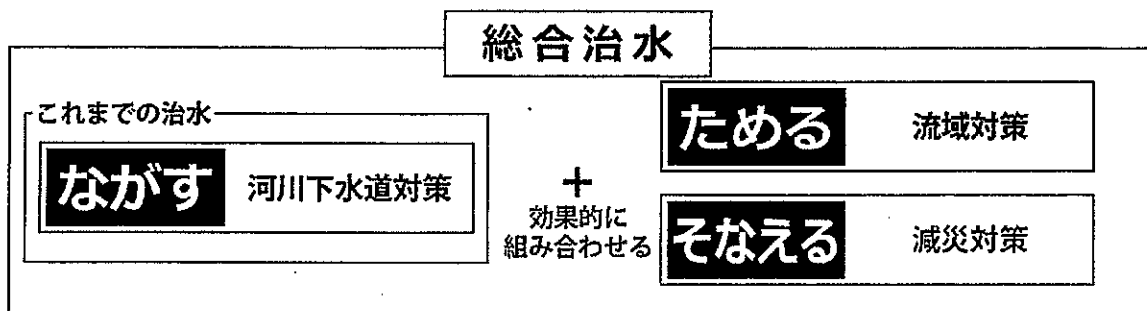 総合治水
これまでの治水
ながす 河川下水道対策
+
効果的に
組み合わせる
ためる 流域対策
そなえる 減災対策